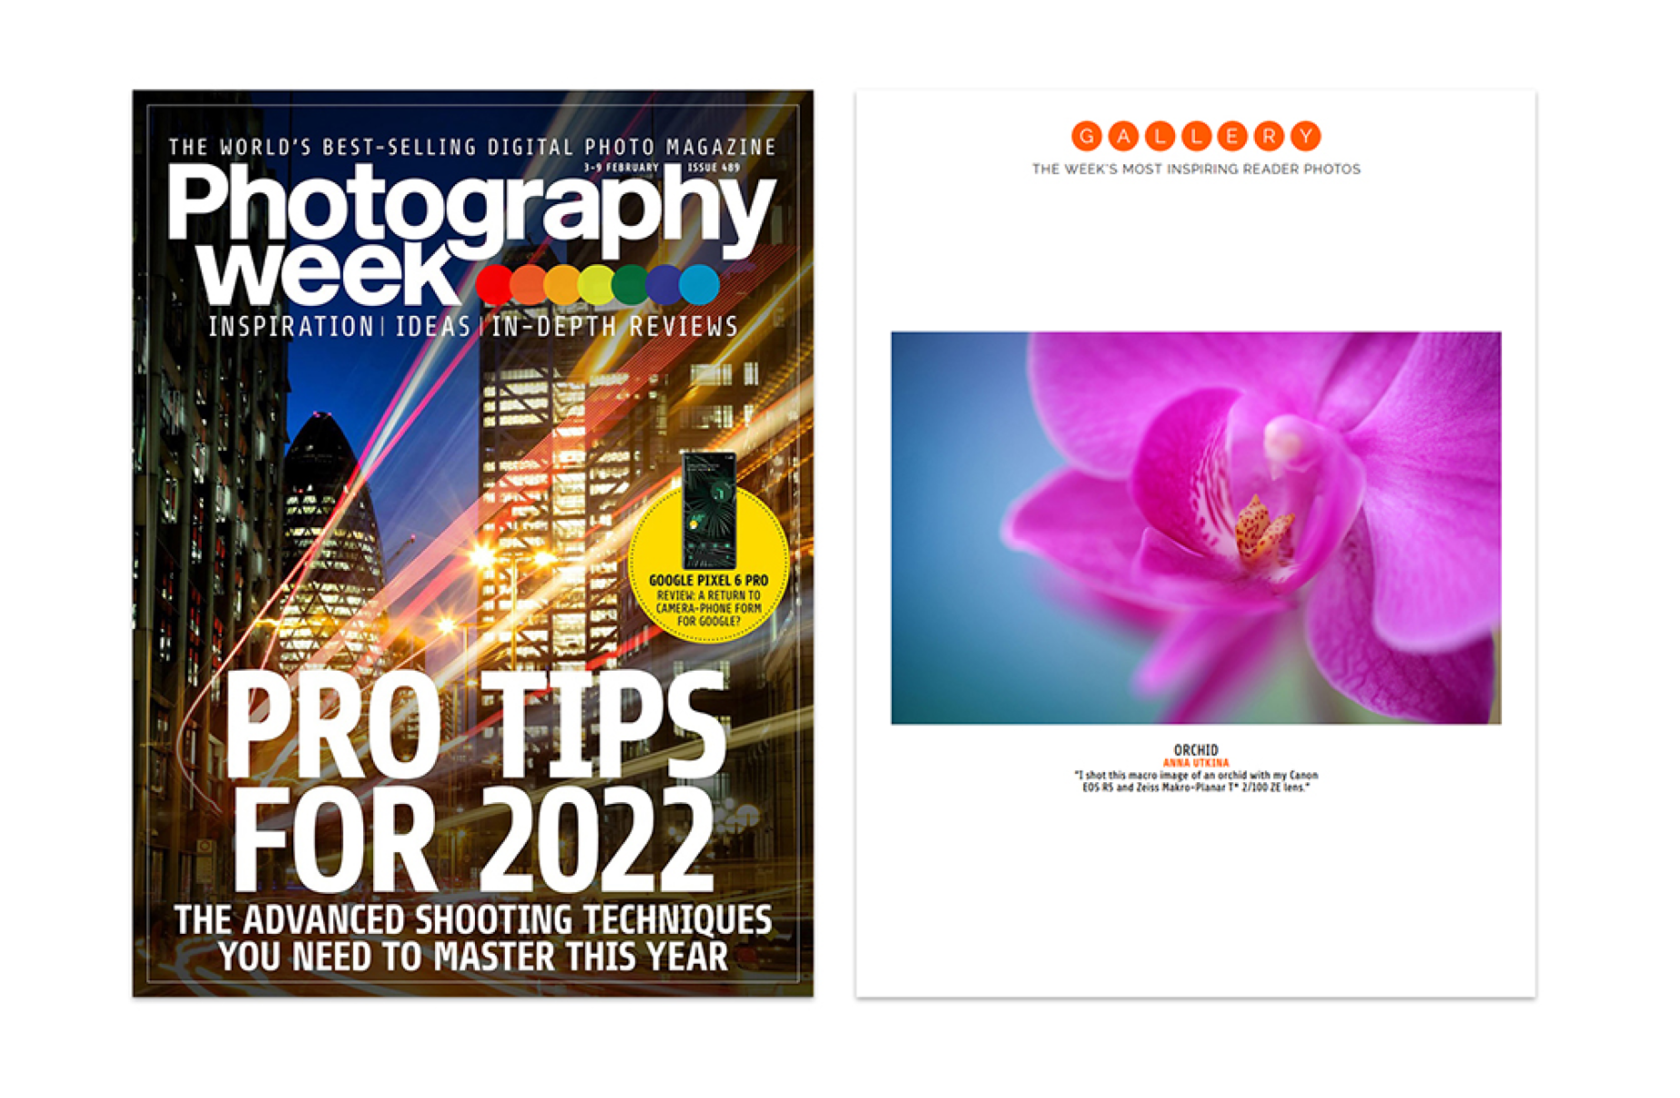 THE WORLD'S BEST-SELLING DIGITAL PHOTO MAGAZINE
3-9 FEBRUARY ISSUE 489
Photography
week
INSPIRATION | IDEAS | IN-DEPTH REVIEWS
GOOGLE PIXEL 6 PRO
REVIEW: A RETURN TO
CAMERA-PHONE FORM
FOR GOOGLE?
PRO TIPS
FOR 2022
THE ADVANCED SHOOTING TECHNIQUES
YOU NEED TO MASTER THIS YEAR
GALLERY
THE WEEK'S MOST INSPIRING READER PHOTOS
ORCHID
ANNA UTKINA
"I shot this macro image of an orchid with my Canon
EOS R5 and Zeiss Makro-Planar T* 2/100 ZE lens."